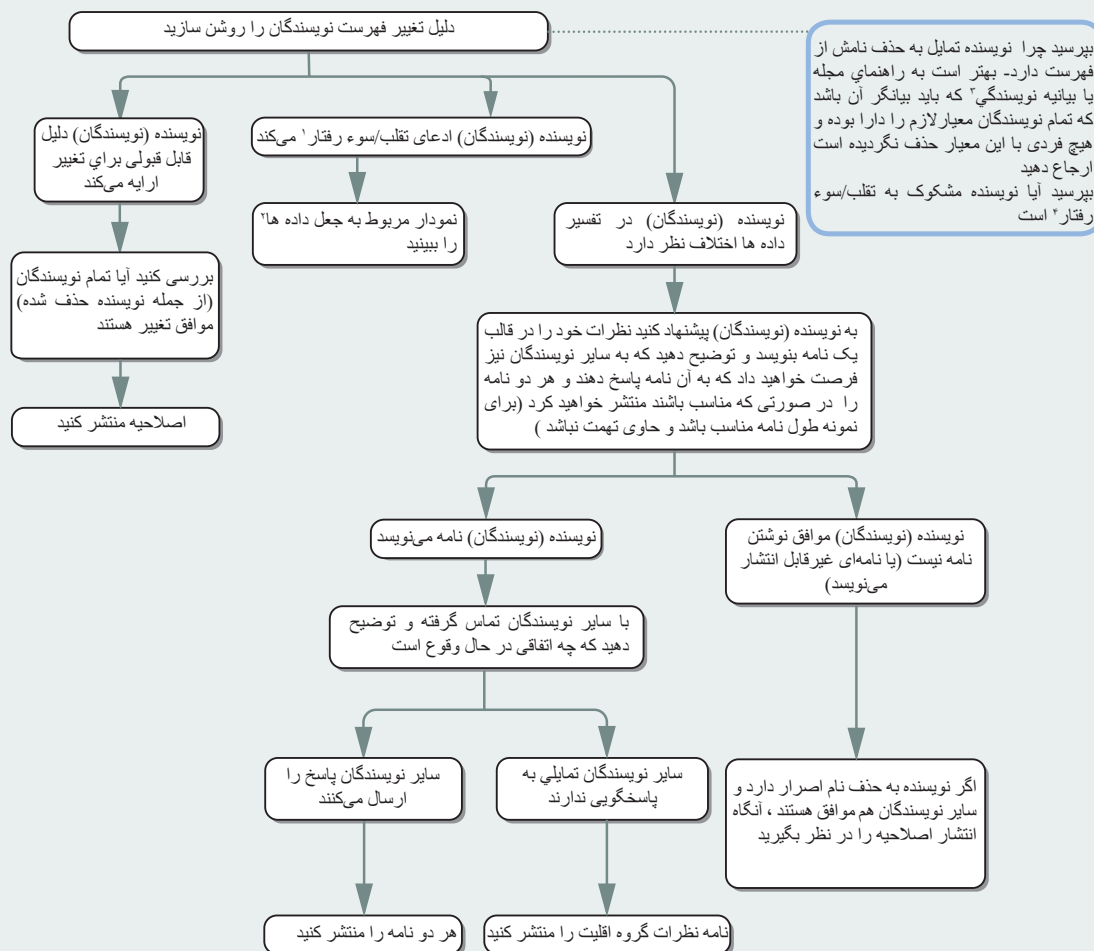 دلیل تغییر فهرست نویسندگان را روشن سازید
بپرسید چرا نویسنده تمایل به حذف نامش از
فهرست دارد- بهتر است به راهنماي مجله
یا بیانیه نویسندگي۳ که باید بیانگر آن باشد
که تمام نویسندگان معیارلازم را دارا بوده و
هیچ فردی با این معیار حذف نگردیده است
ارجاع دهید
بپرسید آیا نویسنده مشکوک به تقلب/سوء
رفتار۴ است
نویسنده (نویسندگان) دلیل
قابل قبولی براي تغییر
ارایه می‌کند
نویسنده (نویسندگان) ادعای تقلب/سوء رفتار۱ می‌کند
نویسنده (نویسندگان) در تفسیر
داده ها اختلاف نظر دارد
نمودار مربوط به جعل داده ها۲
را ببینید
بررسی کنید آیا تمام نویسندگان
(از جمله نویسنده حذف شده)
موافق تغییر هستند
اصلاحیه منتشر کنید
به نویسنده (نویسندگان) پیشنهاد کنید نظرات خود را در قالب
یک نامه بنویسد و توضیح دهید که به سایر نویسندگان نیز
فرصت خواهید داد که به آن نامه پاسخ دهند و هر دو نامه
را در صورتی که مناسب باشند منتشر خواهید کرد (برای
نمونه طول نامه مناسب باشد و حاوی تهمت نباشد )
نویسنده (نویسندگان) نامه می‌نویسد
نویسنده (نویسندگان) موافق نوشتن
نامه نیست (یا نامه‌ای غیرقابل انتشار
می‌نویسد)
با سایر نویسندگان تماس گرفته و توضیح
دهید که چه اتفاقی در حال وقوع است
سایر نویسندگان پاسخ را
ارسال می‌کنند
سایر نویسندگان تمایلي به
پاسخگویی ندارند
اگر نویسنده به حذف نام اصرار دارد و
سایر نویسندگان هم موافق هستند ، آنگاه
انتشار اصلاحیه را در نظر بگیرید
هر دو نامه را منتشر کنید
نامه نظرات گروه اقلیت را منتشر کنید